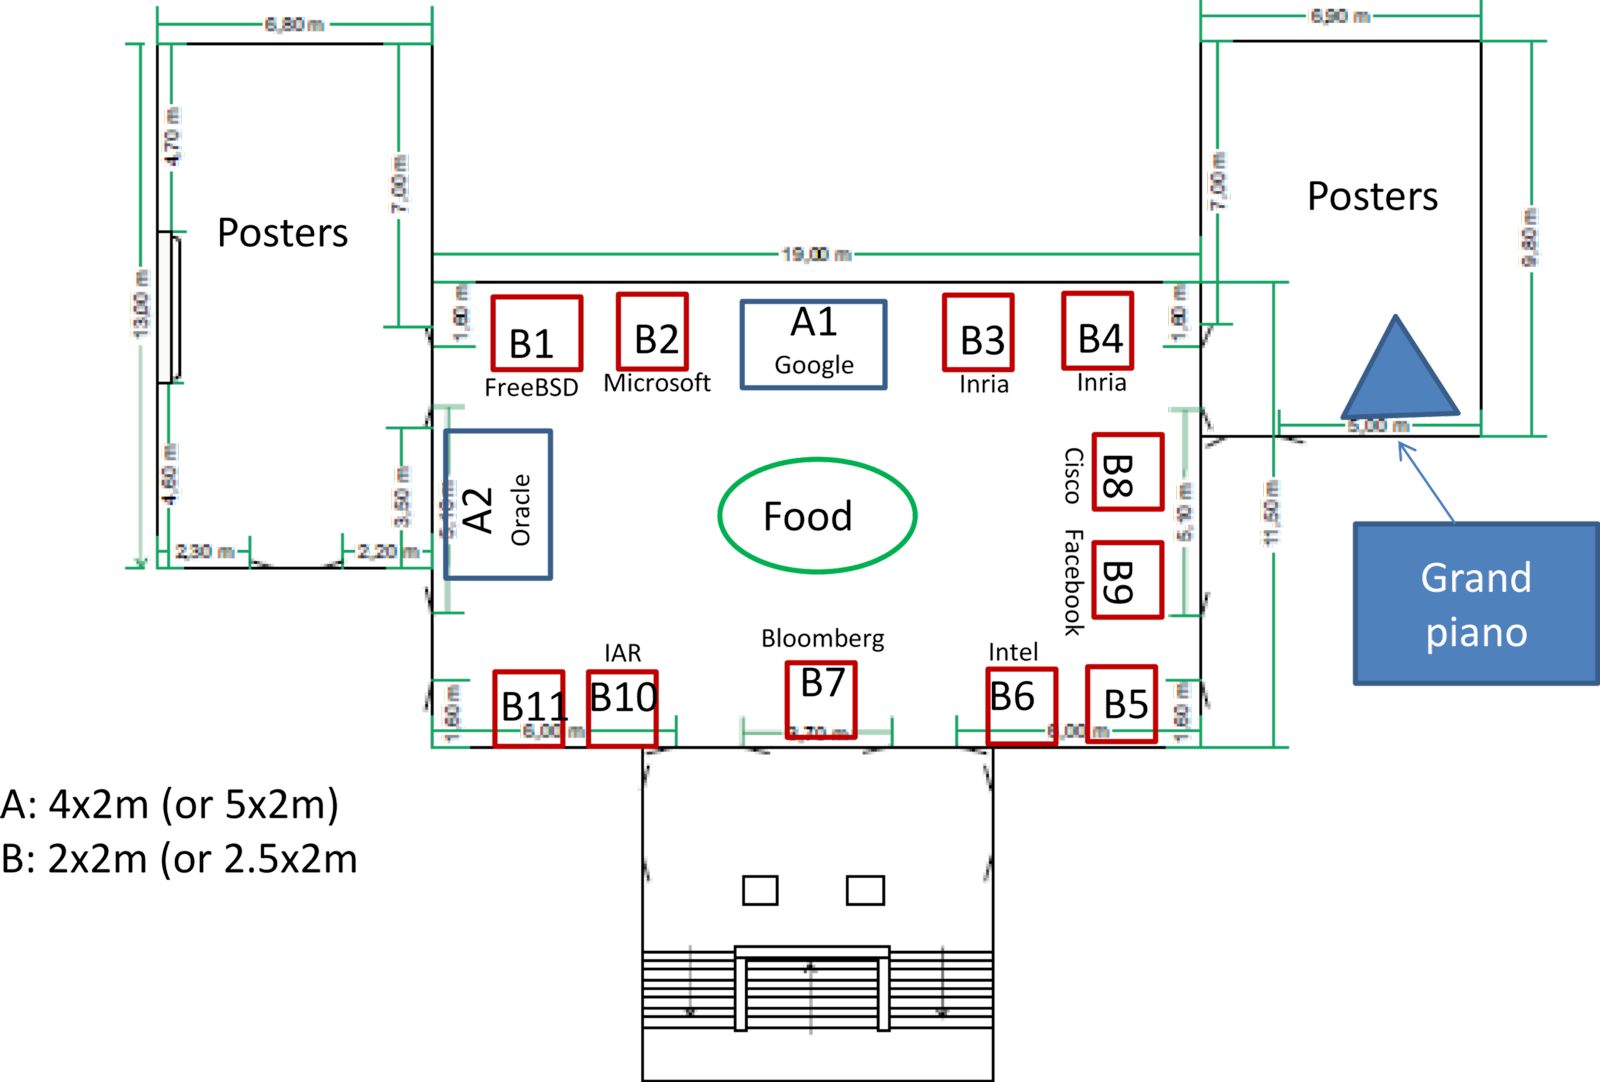 6,80 m
6,90 m
4,70 m
7,00 m
7,00 m
Posters
Posters
9,80 m
13,00 m
19,00 m
1,60 m
1,60 m
B1
FreeBSD
B2
Microsoft
A1
Google
B3
Inria
B4
Inria
5,00 m
4,60 m
3,50 m
A2
Oracle
Food
Cisco
B8
5,10 m
11,50 m
2,30 m
2,20 m
Facebook
B9
Grand
piano
IAR
Bloomberg
Intel
1,60 m
B11
B10
B7
B6
B5
1,60 m
6,00 m
6,00 m
A: 4x2m (or 5x2m)
B: 2x2m (or 2.5x2m